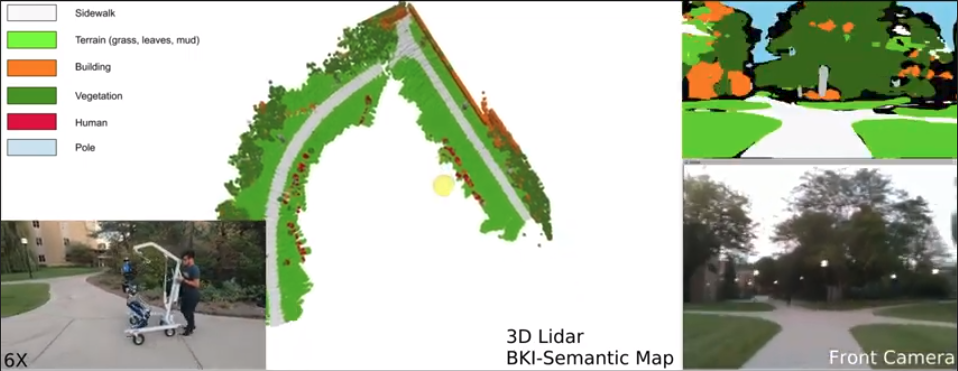 Sidewalk
Terrain (grass, leaves, mud)
Building
Vegetation
Human
Pole
6X
3D Lidar
BKI-Semantic Map
Front Camera